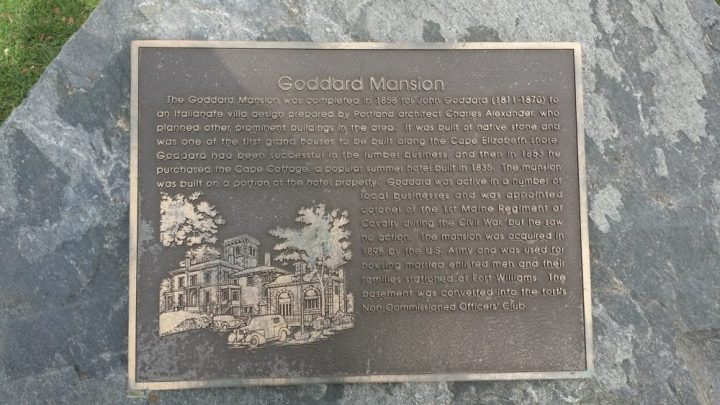 Goddard Mansion
The Goddard Mansion was completed in 1858 for John Goddard (1811-1870) to
an Italianate villa design prepared by Portland architect Charles Alexander, who
planned other prominent buildings in the area. It was built of native stone and
was one of the first grand houses to be built along the Cape Elizabeth shore.
Goddard had been successful in the lumber business, and then in 1853 he
purchased the Cape Cottage, a popular summer hotel built in 1835. The mansion
was built on a portion of the hotel property. Goddard was active in a number of
local businesses and was appointed
colonel of the 1st Maine Regiment of
Cavalry during the Civil War, but he saw
no action. The mansion was acquired in
1898 by the U.S. Army and was used for
housing married enlisted men and their
families stationed at Fort Williams. The
basement was converted into the fort's
Non-Commissioned Officers' Club.